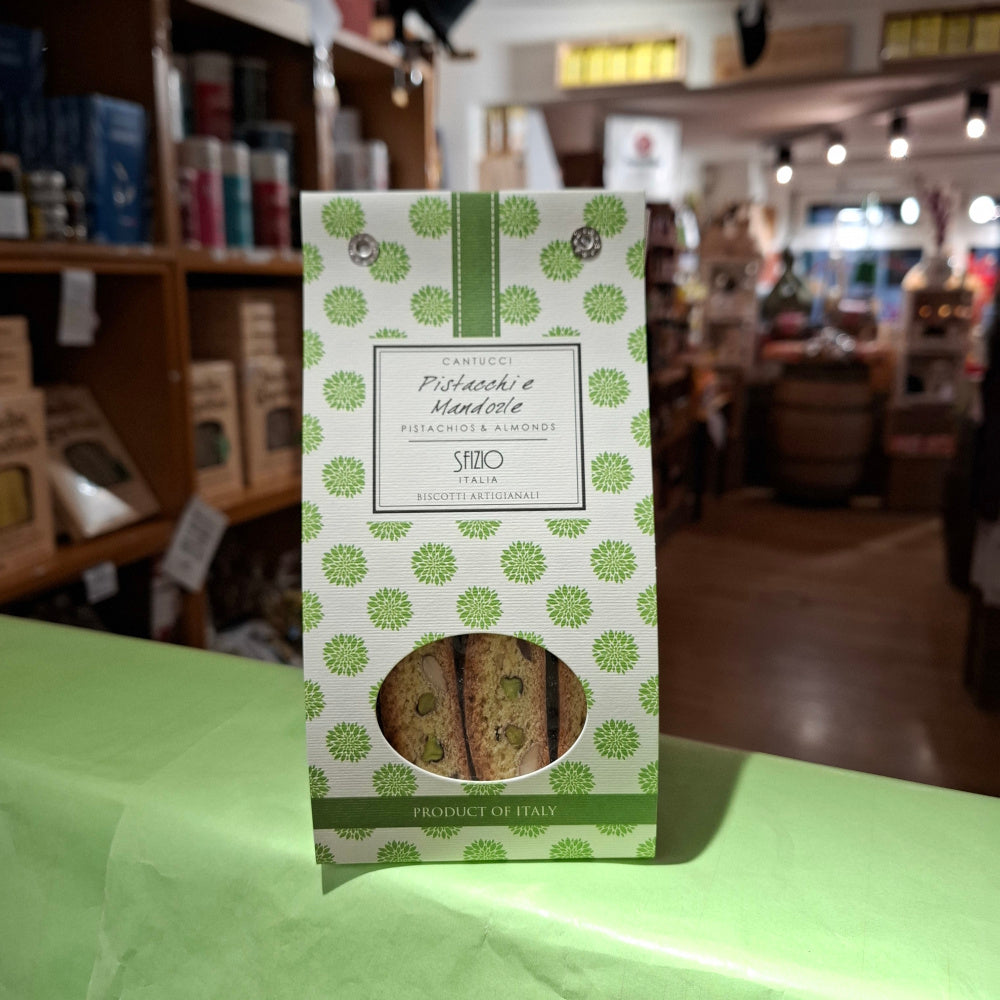 CANTUCCI
Pistacchi e
Mandorle
PISTACHIOS & ALMONDS
SFIZIO
ITALIA
BISCOTTI ARTIGIANALI
PRODUCT OF ITALY